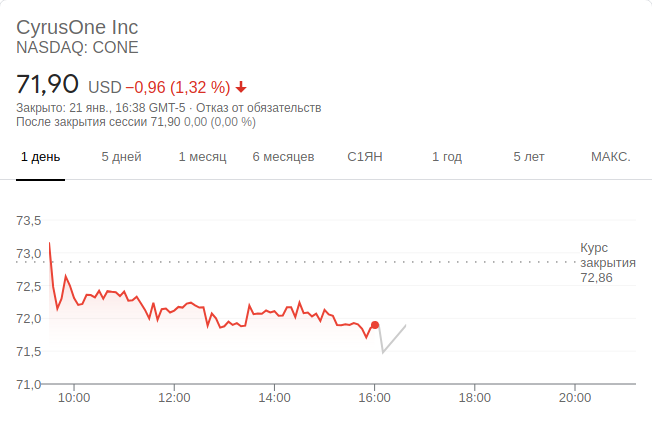 CyrusOne Inc
NASDAQ: CONE
71,90 USD −0,96 (1,32 %)
Закрыто: 21 янв., 16:38 GMT-5 · Отказ от обязательств
После закрытия сессии 71,90 0,00 (0,00 %)
1 день 5 дней 1 месяц 6 месяцев С1ЯН 1 год 5 лет МАКС.
73,5
73,0
72,5
72,0
71,5
71,0
Курс
закрытия
72,86
10:00 12:00 14:00 16:00 18:00 20:00